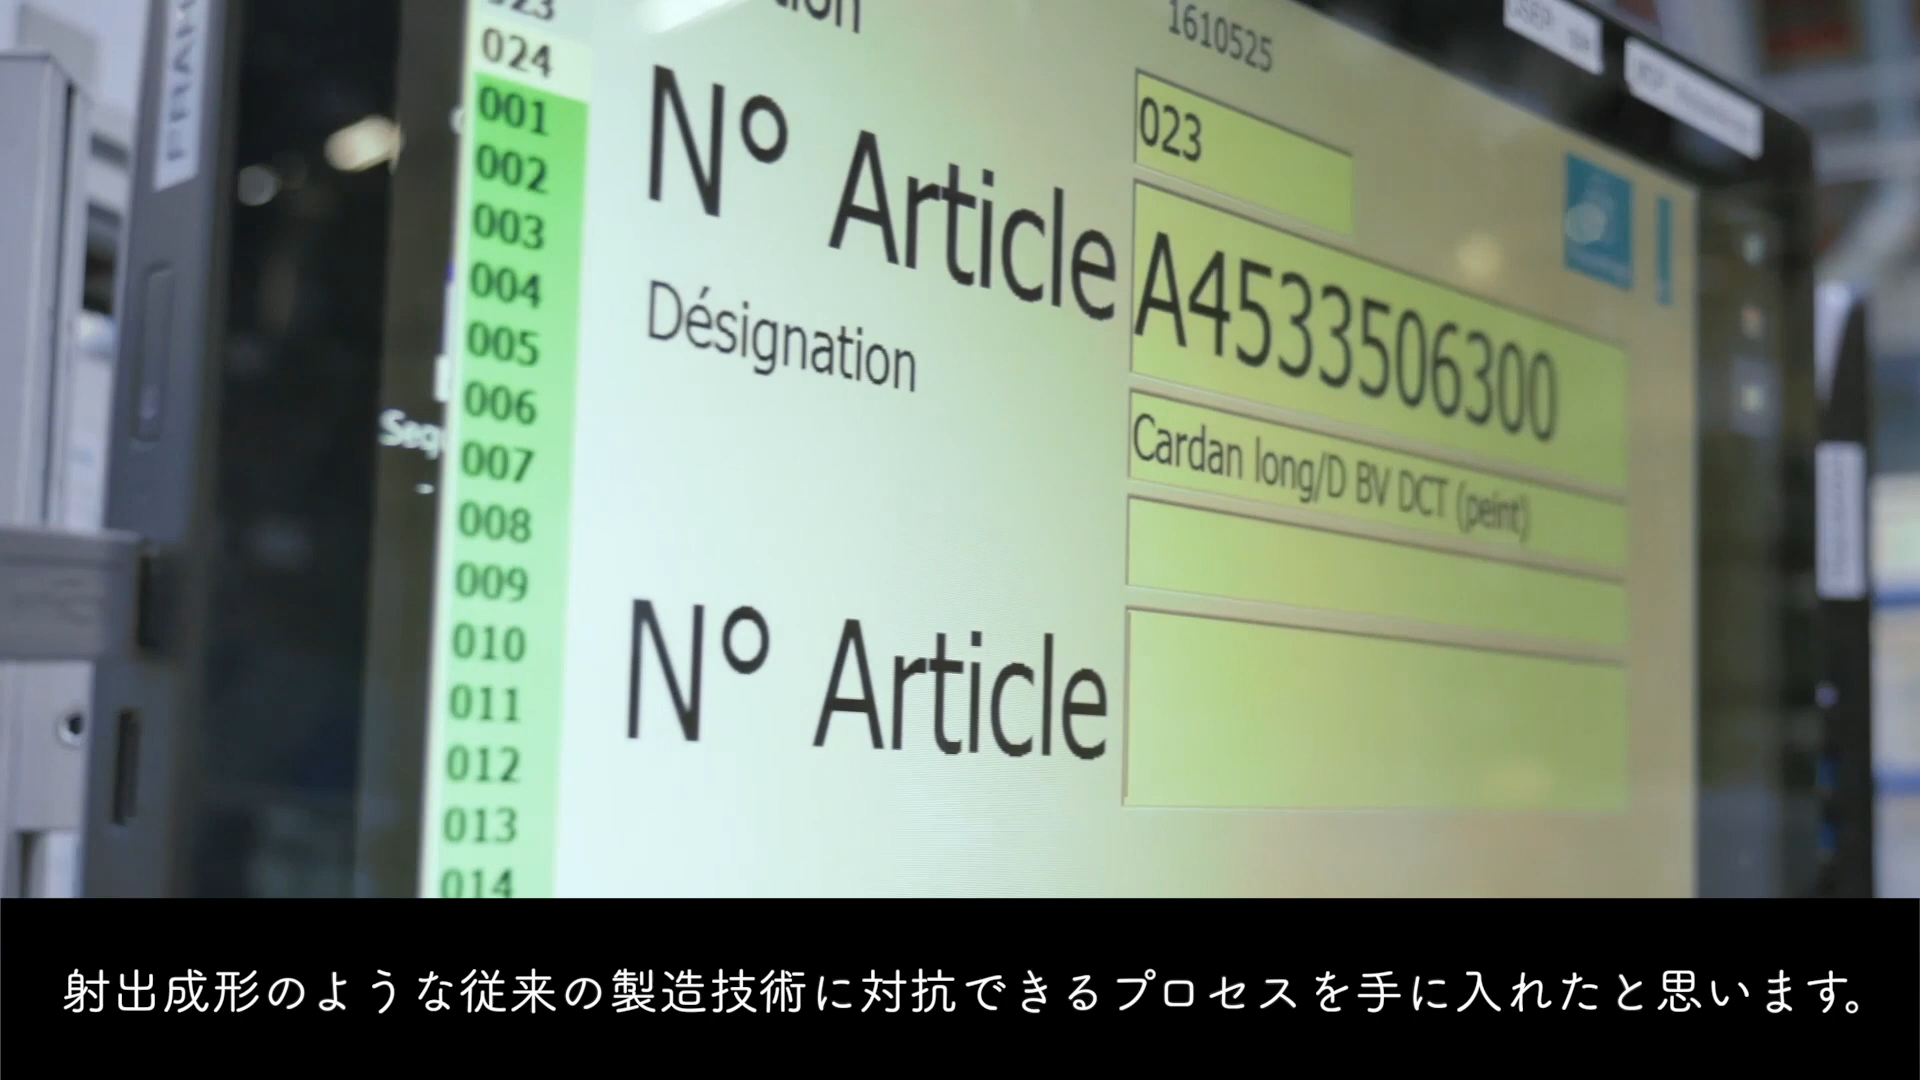 024
001
002
003
004
005
006
007
008
009
010
011
012
013
014
1610525
023
N° Article
A4533506300
Désignation
Cardan long/D BV DCT (peint)
N° Article
射出成形のような従来の製造技術に対抗できるプロセスを手に入れたと思います。